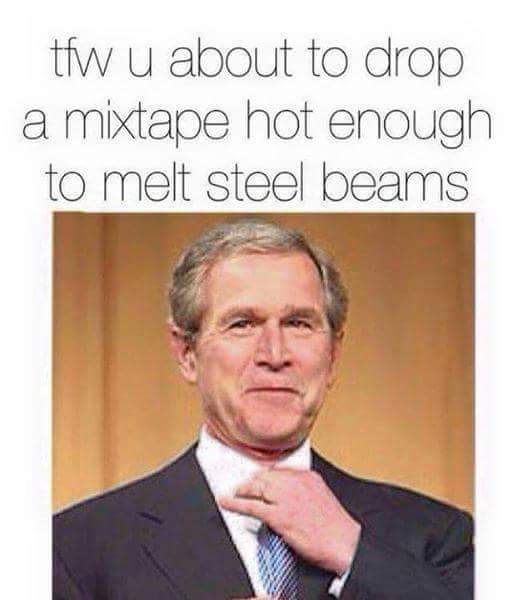 tfw u about to drop
a mixtape hot enough
to melt steel beams